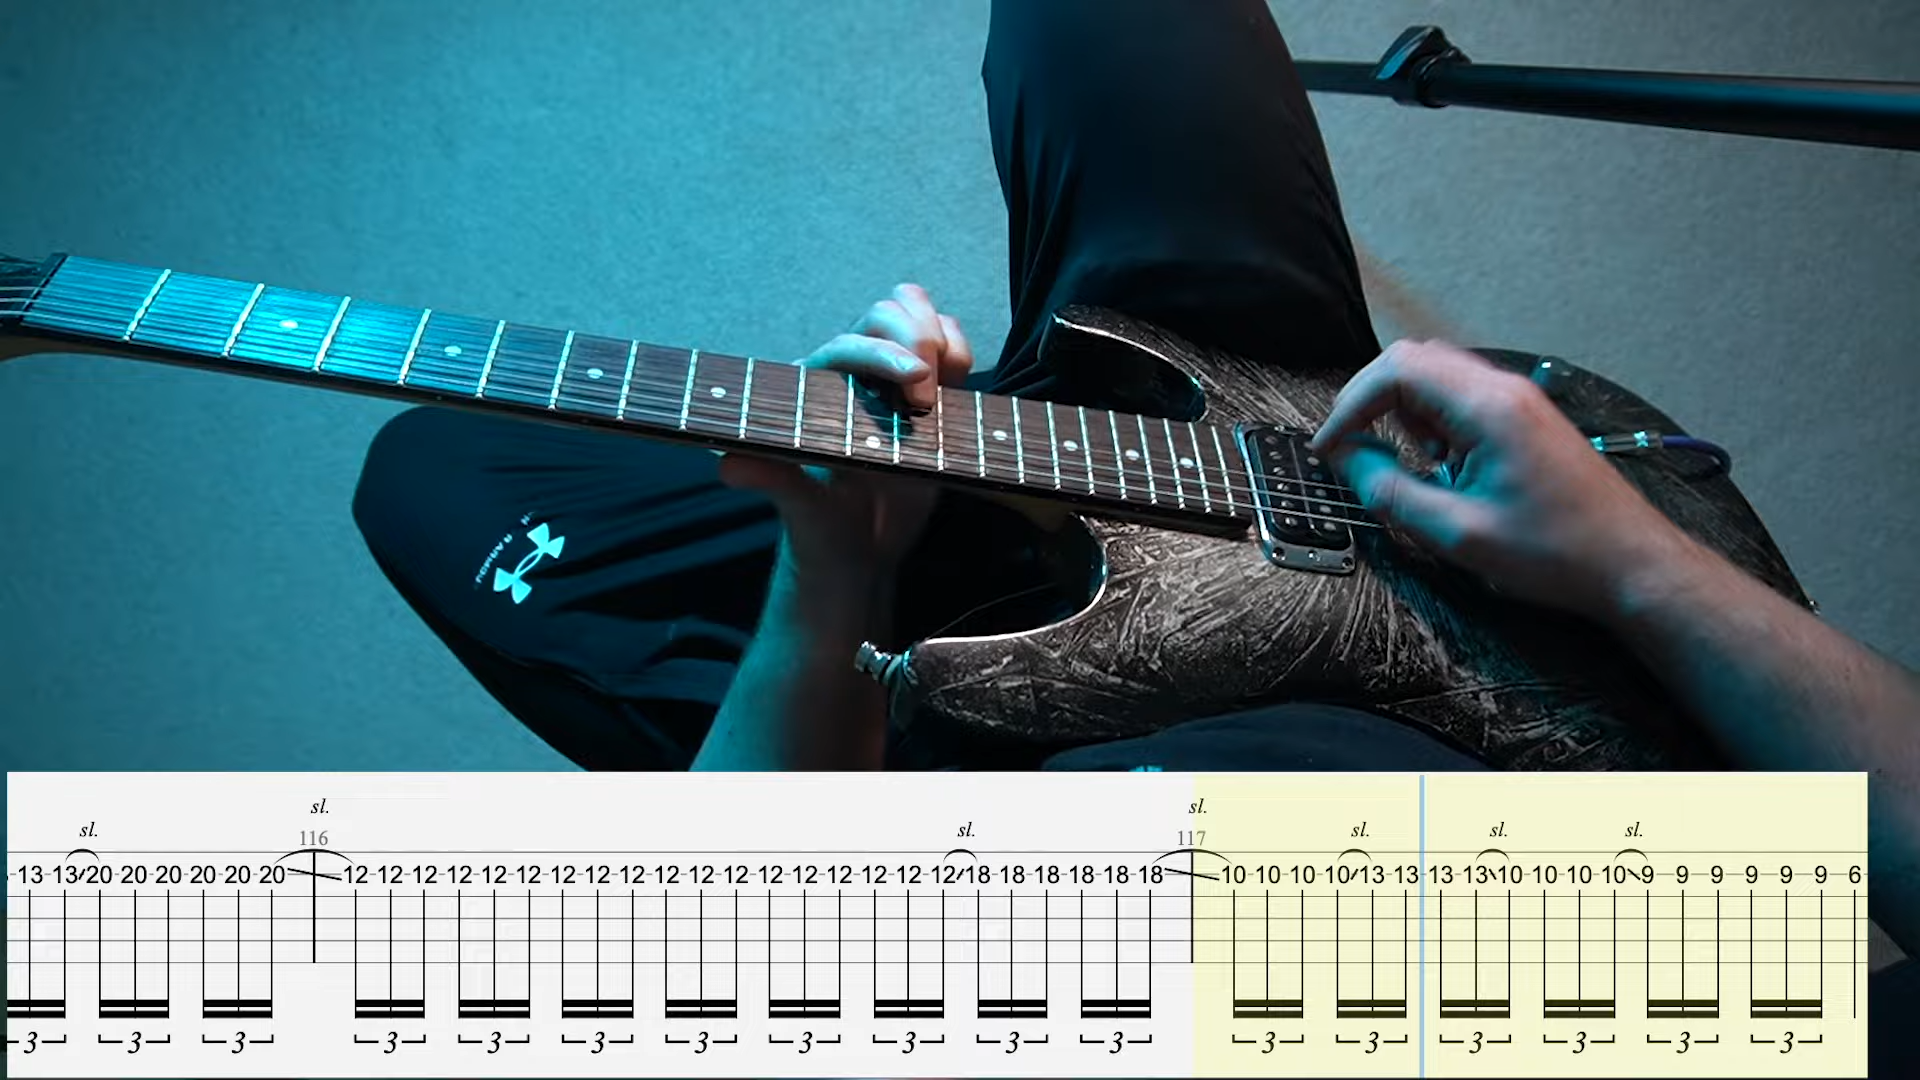 sl. sl.
sl. sl. sl. sl. sl.
116 117
13 13 20 20 20 20 20 20 12 12 12 12 12 12 12 12 12 12 12 12 12 12 12 12 12 12 18 18 18 18 18 18 10 10 10 10 13 13 13 13 10 10 10 10 9 9 9 9 9 9 6
3 3 3 3 3 3 3 3 3 3 3 3 3 3 3 3 3